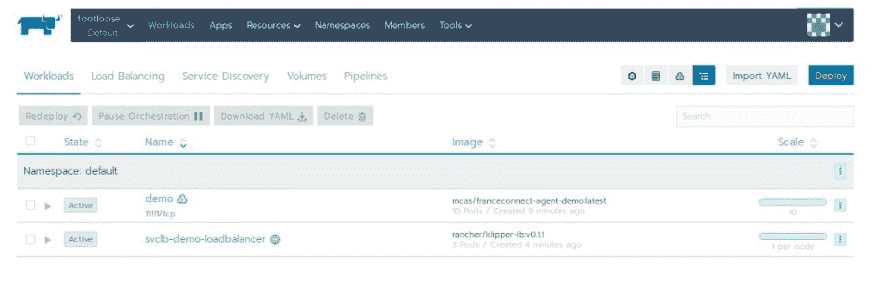 footloose
Default
Workloads Apps Resources Namespaces Members Tools
Workloads Load Balancing Service Discovery Volumes Pipelines Import YAML Deploy
Redeploy Pause Orchestration Download YAML Delete Search
State Name Image Scale
Namespace: default
Active demo mcas/franceconnect-agent-demo:latest
11111/tcp 10 Pods / Created 9 minutes ago 10
Active svclb-demo-loadbalancer rancher/klipper-lb:v0.1.1
3 Pods / Created 4 minutes ago 1 per node